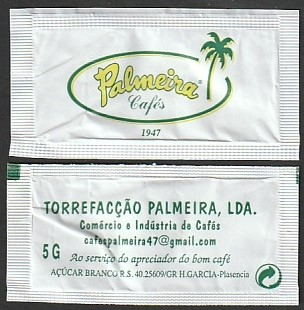 Palmeira®
Cafés
1947
TORREFACÇÃO PALMEIRA, LDA.
Comércio e Indústria de Cafés
cafespalmeira47@gmail.com
5G
Ao serviço do apreciador do bom café
AÇÚCAR BRANCO R.S. 40.25609/GR H.GARCIA-Plasencia